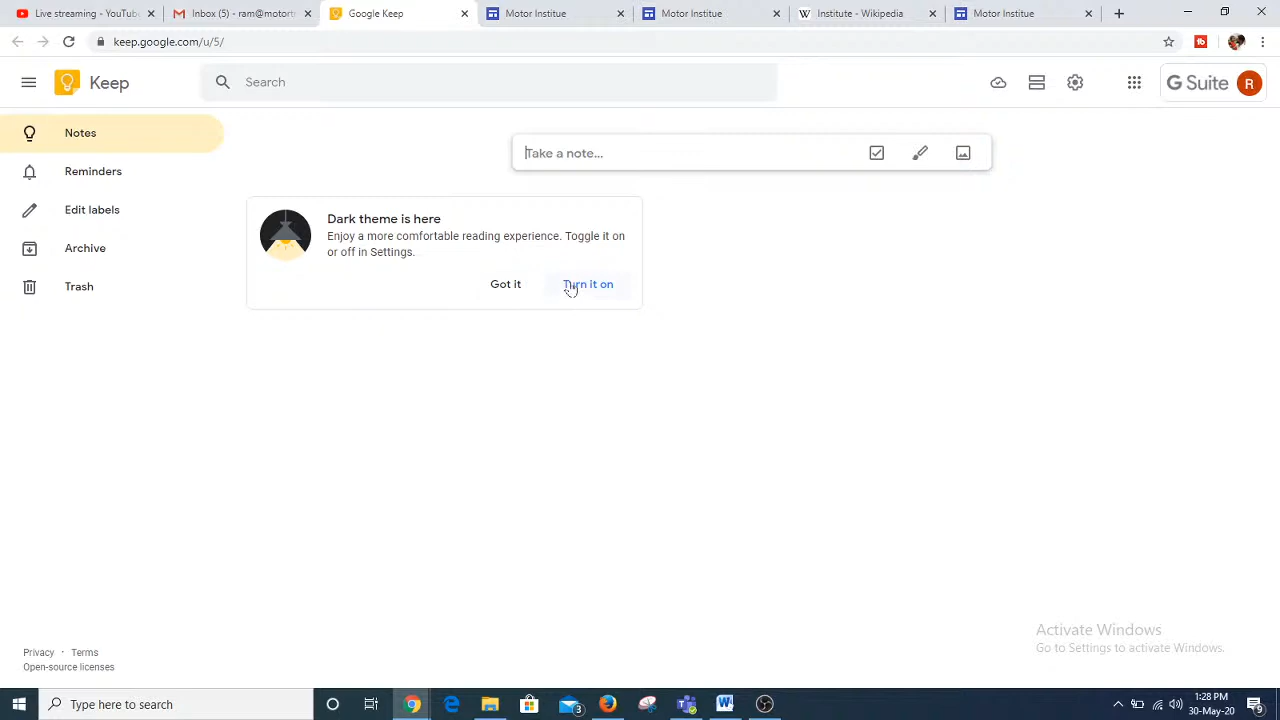 Live streaming - YouTube
Inbox (5) - ram@motorte
Google Keep
Motor Institue
Motor Institue
Institute - Wikipedia
Motor Institue
keep.google.com/u/5/
Keep
Search
G Suite
R
Notes
Reminders
Edit labels
Archive
Trash
Take a note...
Dark theme is here
Enjoy a more comfortable reading experience. Toggle it on
or off in Settings.
Got it
Turn it on
Activate Windows
Go to Settings to activate Windows.
Privacy · Terms
Open-source licenses
Type here to search
3
1:28 PM
30-May-20
9